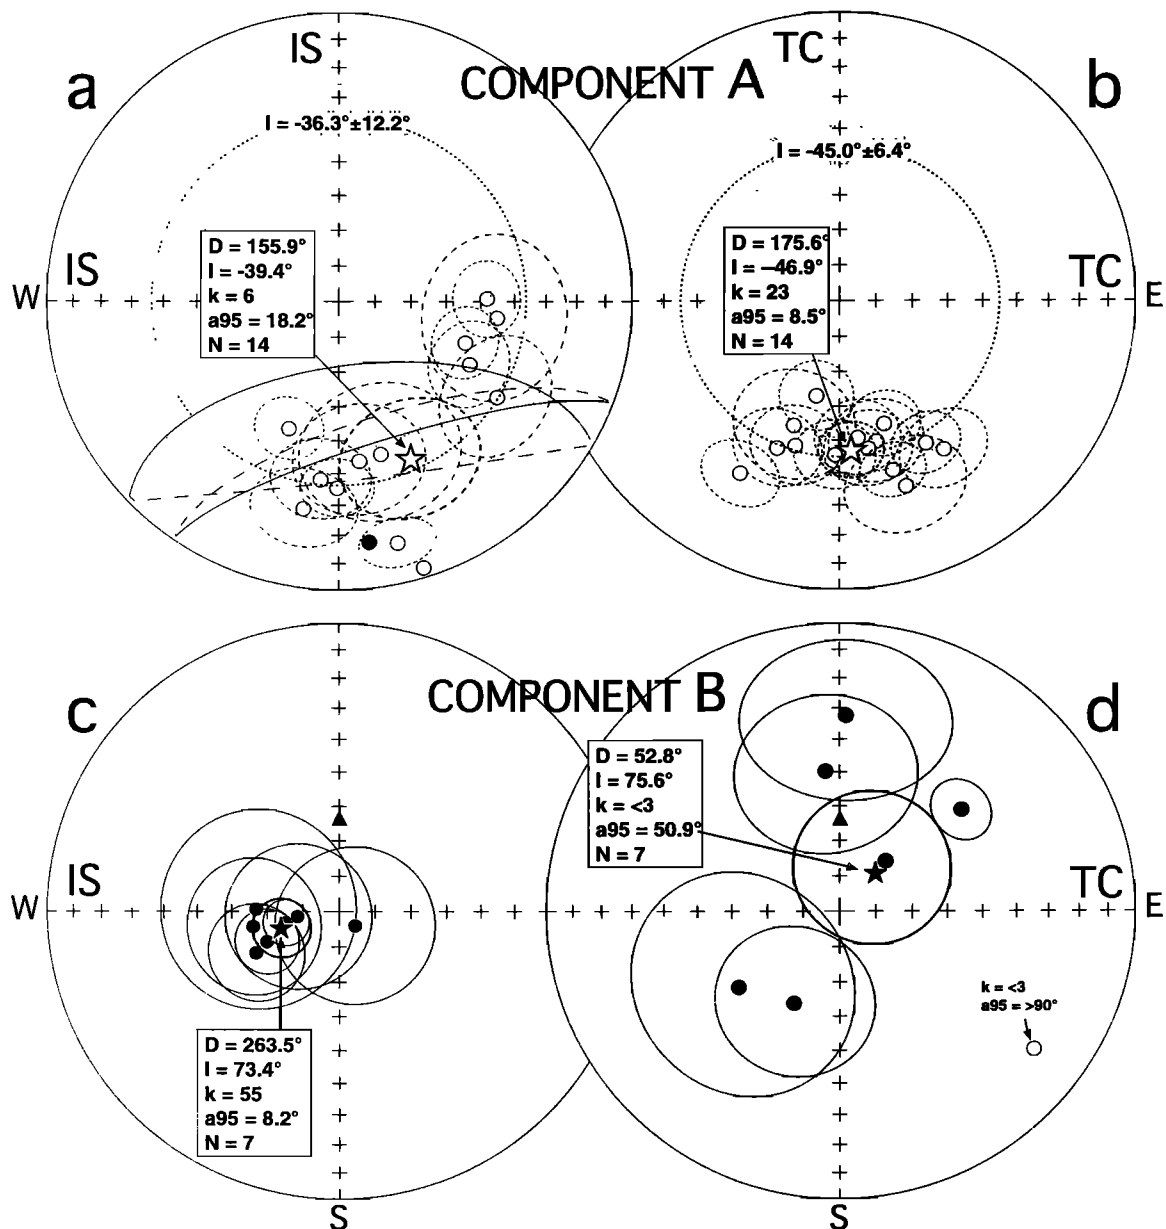 IS
TC
a
COMPONENT A
b
I = -36.3°±12.2°
I = -45.0°±6.4°
D = 155.9°
I = -39.4°
k = 6
a95 = 18.2°
N = 14
D = 175.6°
I = –46.9°
k = 23
a95 = 8.5°
N = 14
IS
TC
W
E
c
COMPONENT B
d
D = 52.8°
I = 75.6°
k = <3
a95 = 50.9°
N = 7
IS
TC
W
E
k = <3
a95 = >90°
D = 263.5°
I = 73.4°
k = 55
a95 = 8.2°
N = 7
S
S